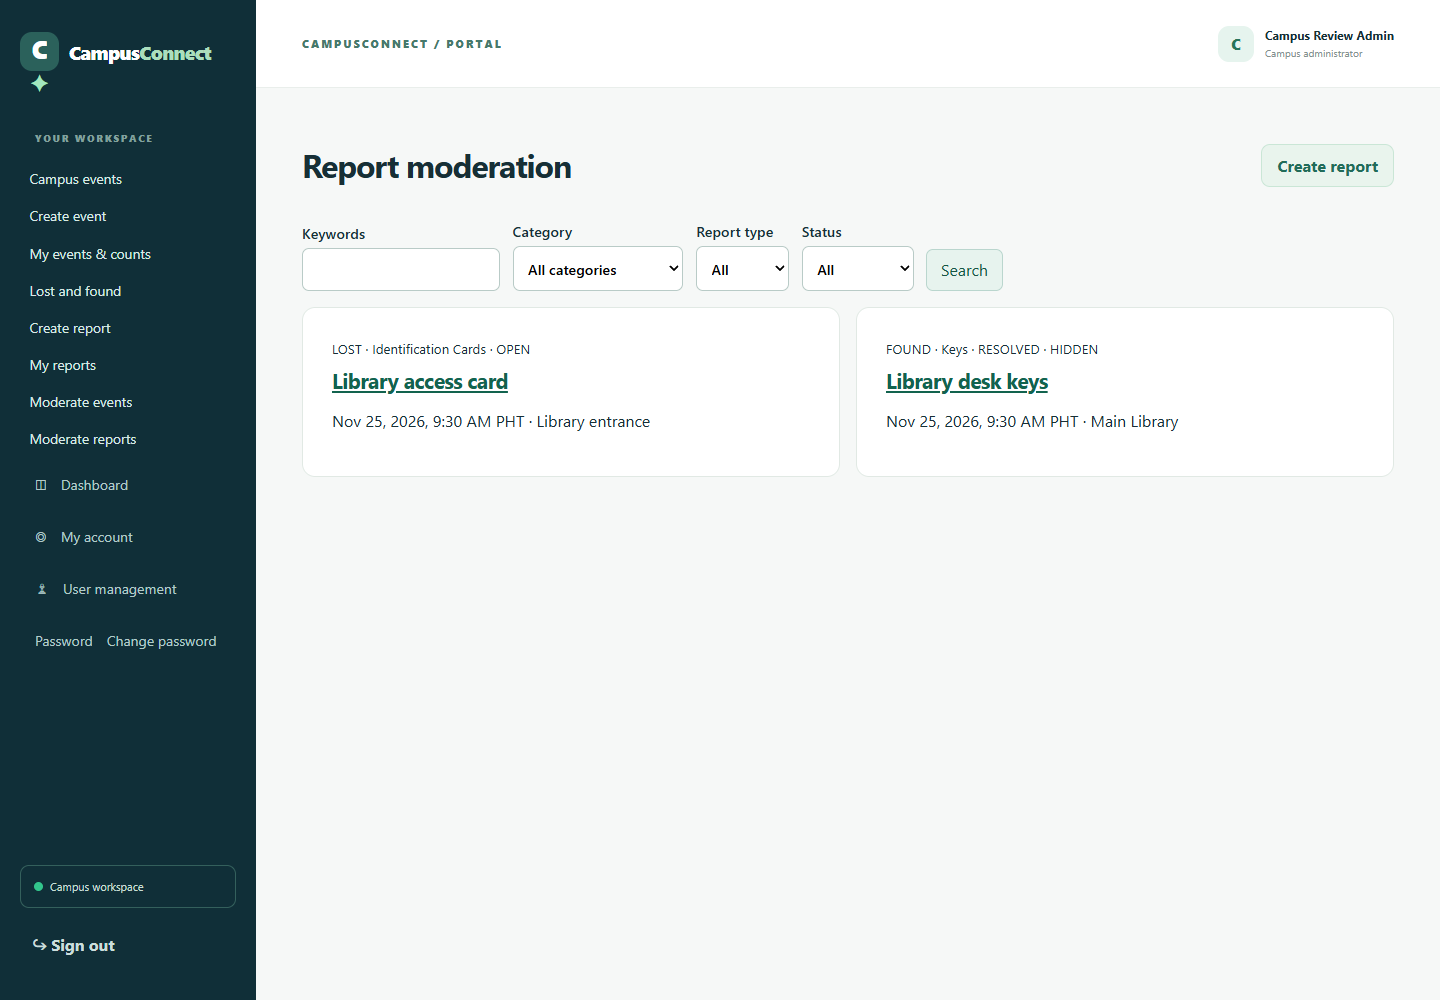 C CampusConnect
YOUR WORKSPACE
Campus events
Create event
My events & counts
Lost and found
Create report
My reports
Moderate events
Moderate reports
Dashboard
My account
User management
Password Change password
Campus workspace
Sign out
CAMPUSCONNECT / PORTAL
C
Campus Review Admin
Campus administrator
Report moderation
Create report
Keywords
Category
Report type
Status
All categories
All
All
Search
LOST · Identification Cards · OPEN
Library access card
Nov 25, 2026, 9:30 AM PHT · Library entrance
FOUND · Keys · RESOLVED · HIDDEN
Library desk keys
Nov 25, 2026, 9:30 AM PHT · Main Library